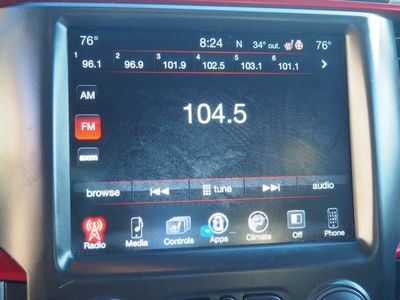 76° 8:24 N 34° out. 76°
1 96.1 2 96.9 3 101.9 4 102.5 5 103.1 6 101.1
AM
104.5
FM
sxm
browse tune audio
Radio Media Controls Apps Climate Off Phone